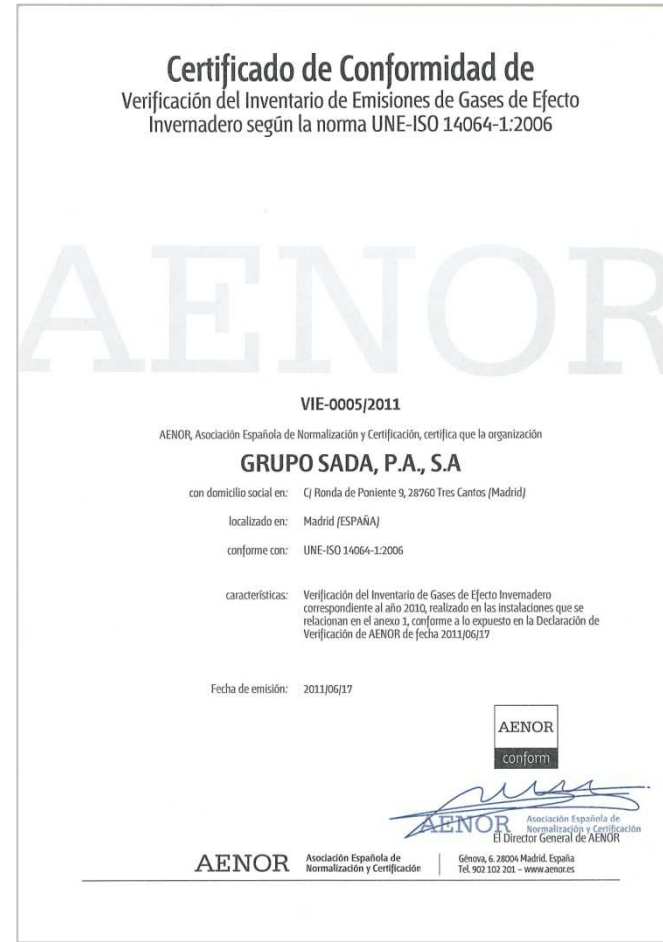 Certificado de Conformidad de
Verificación del Inventario de Emisiones de Gases de Efecto
Invernadero según la norma UNE-ISO 14064-1:2006
AENOR
VIE-0005/2011
AENOR, Asociación Española de Normalización y Certificación, certifica que la organización
GRUPO SADA, P.A., S.A
con domicilio social en: C/ Ronda de Poniente 9, 28760 Tres Cantos (Madrid)
localizado en: Madrid (ESPAÑA)
conforme con: UNE-ISO 14064-1:2006
características: Verificación del Inventario de Gases de Efecto Invernadero
correspondiente al año 2010, realizado en las instalaciones que se
relacionan en el anexo 1, conforme a lo expuesto en la Declaración de
Verificación de AENOR de fecha 2011/06/17
Fecha de emisión: 2011/06/17
AENOR
conform
AENOR Asociación Española de
Normalización y Certificación
El Director General de AENOR
AENOR Asociación Española de
Normalización y Certificación
Génova, 6. 28004 Madrid. España
Tel. 902 102 201 – www.aenor.es